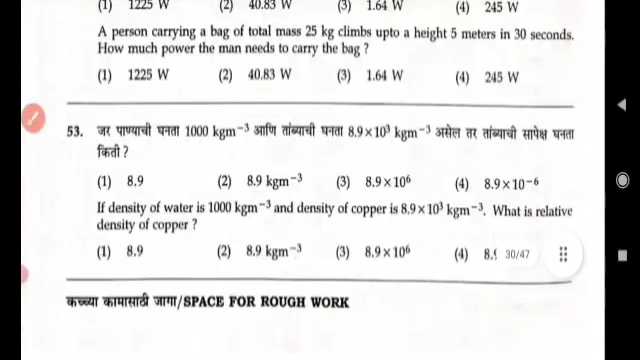 (1) 1225 W (2) 40.83 W (3) 1.64 W (4) 245 W
A person carrying a bag of total mass 25 kg climbs upto a height 5 meters in 30 seconds.
How much power the man needs to carry the bag ?
(1) 1225 W (2) 40.83 W (3) 1.64 W (4) 245 W
53. जर पाण्याची घनता 1000 kgm⁻³ आणि तांब्याची घनता 8.9×10³ kgm⁻³ असेल तर तांब्याची सापेक्ष घनता
किती ?
(1) 8.9 (2) 8.9 kgm⁻³ (3) 8.9×10⁶ (4) 8.9×10⁻⁶
If density of water is 1000 kgm⁻³ and density of copper is 8.9×10³ kgm⁻³. What is relative
density of copper ?
(1) 8.9 (2) 8.9 kgm⁻³ (3) 8.9×10⁶ (4) 8.9 30/47
कच्च्या कामासाठी जागा/SPACE FOR ROUGH WORK